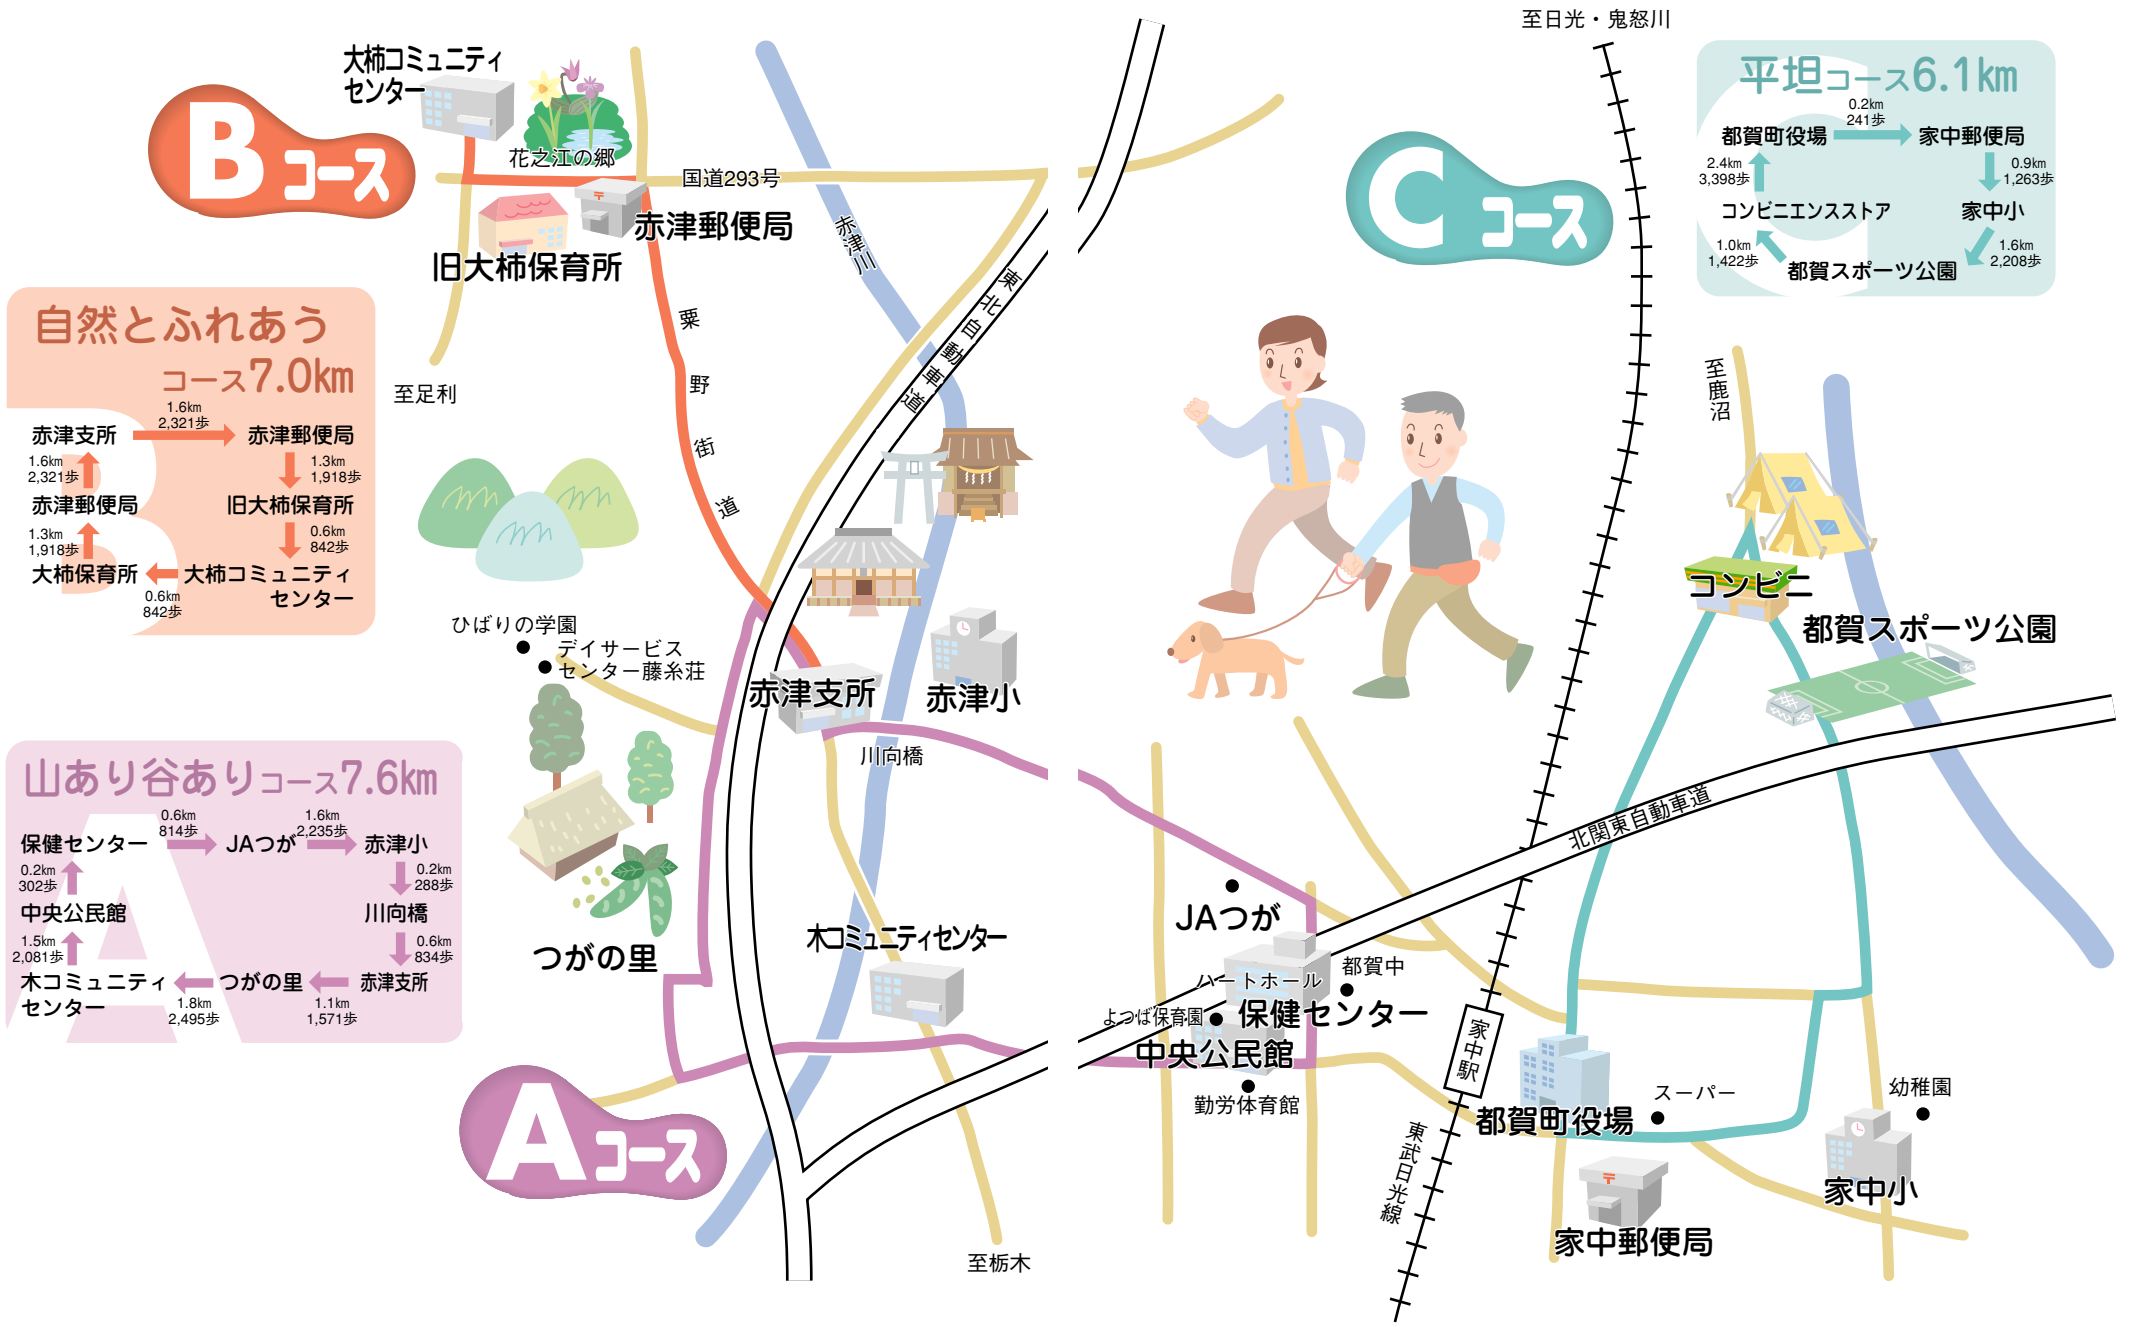 大柿コミュニティ
センター
Bコース
花之江の郷
国道293号
赤津郵便局
旧大柿保育所
赤津川
東北自動車道
粟野街道
至足利
自然とふれあう
コース7.0km
赤津支所
1.6km
2,321歩
赤津郵便局
1.3km
1,918歩
旧大柿保育所
0.6km
842歩
大柿コミュニティ
センター
0.6km
842歩
大柿保育所
1.3km
1,918歩
赤津郵便局
1.6km
2,321歩
ひばりの学園
デイサービス
センター藤糸荘
赤津支所
赤津小
川向橋
つがの里
木コミュニティセンター
山あり谷ありコース7.6km
保健センター
0.6km
814歩
JAつが
1.6km
2,235歩
赤津小
0.2km
288歩
川向橋
0.6km
834歩
赤津支所
1.1km
1,571歩
つがの里
1.8km
2,495歩
木コミュニティ
センター
1.5km
2,081歩
中央公民館
0.2km
302歩
Aコース
至栃木
至日光・鬼怒川
Cコース
平坦コース6.1km
都賀町役場
0.2km
241歩
家中郵便局
0.9km
1,263歩
家中小
1.6km
2,208歩
都賀スポーツ公園
1.0km
1,422歩
コンビニエンスストア
2.4km
3,398歩
至鹿沼
コンビニ
都賀スポーツ公園
北関東自動車道
JAつが
ハートホール
都賀中
よつば保育園
保健センター
中央公民館
勤労体育館
家中駅
東武日光線
都賀町役場
スーパー
幼稚園
家中小
家中郵便局